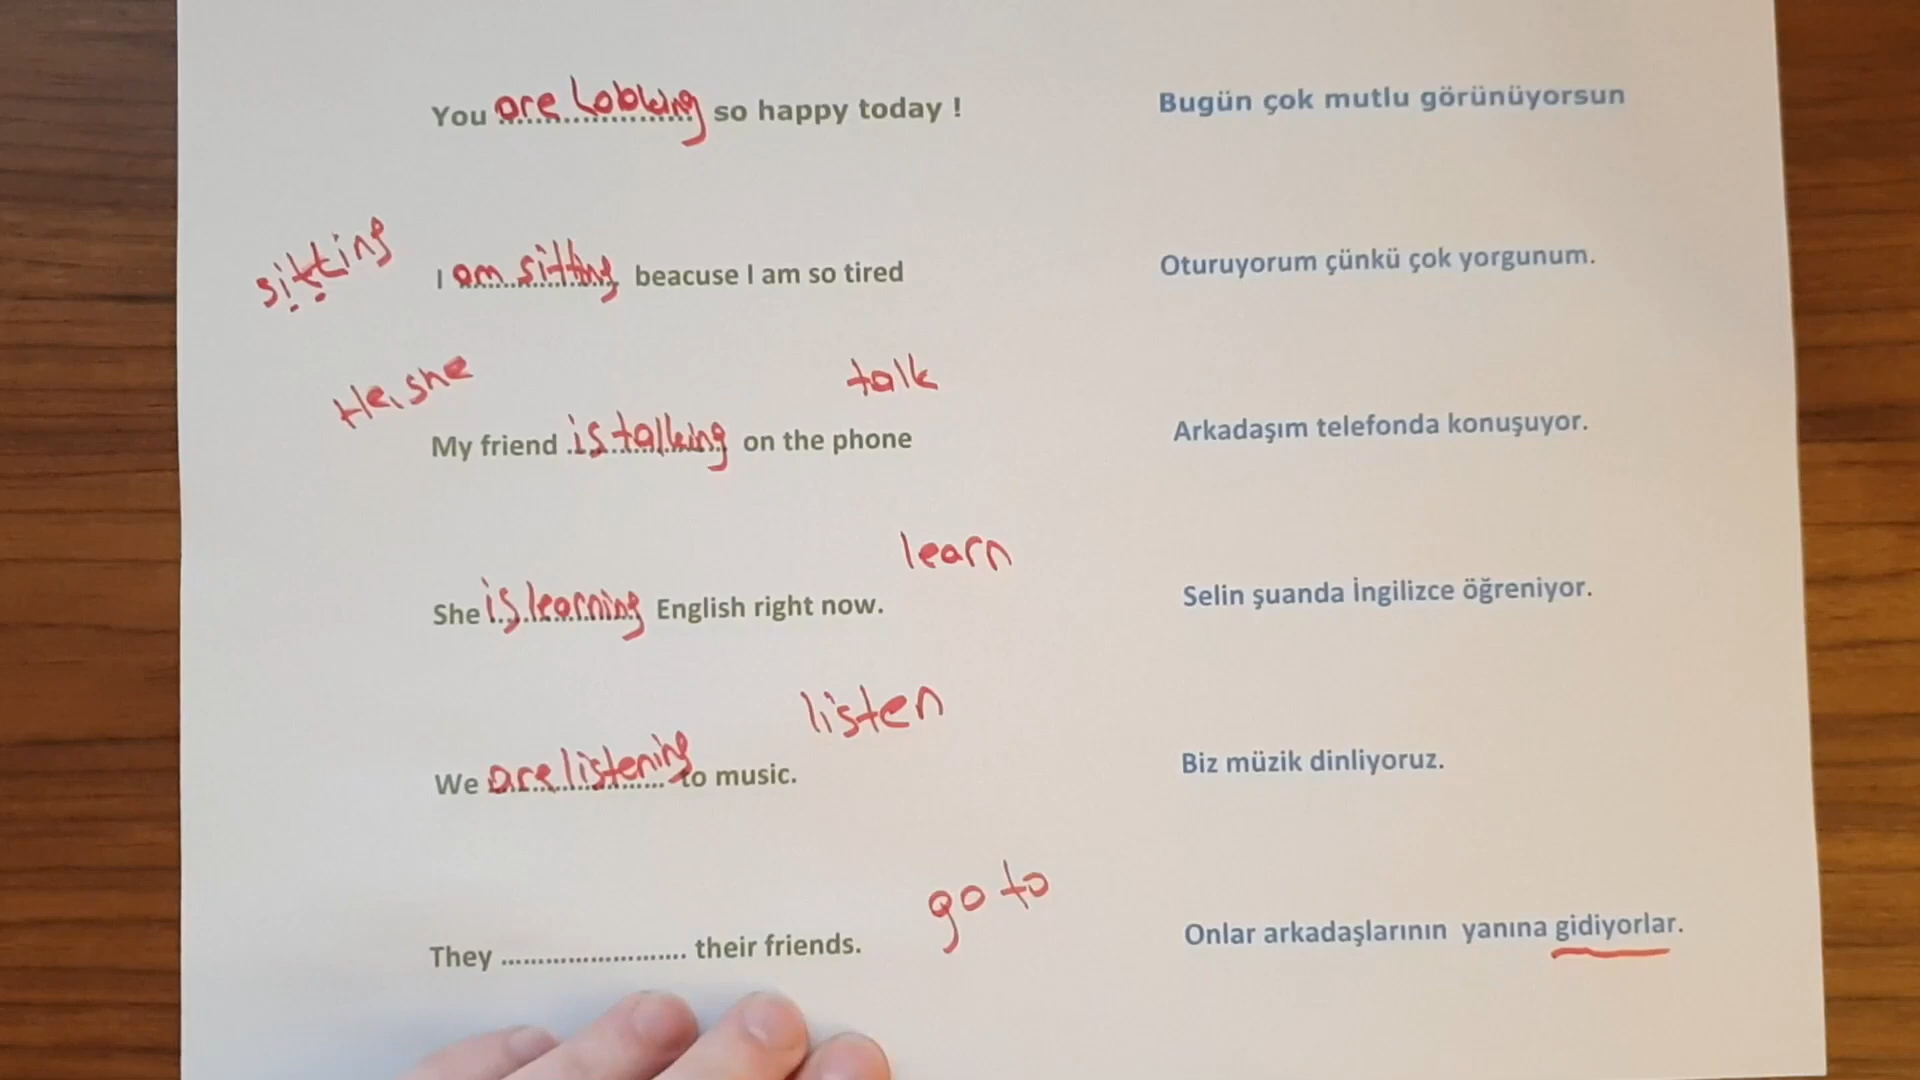 You are looking so happy today ! Bugün çok mutlu görünüyorsun
sitting
I am sitting beacuse I am so tired Oturuyorum çünkü çok yorgunum.
He, she talk
My friend is talking on the phone Arkadaşım telefonda konuşuyor.
learn
She is learning English right now. Selin şuanda İngilizce öğreniyor.
listen
We are listening to music. Biz müzik dinliyoruz.
go to
They ......................... their friends. Onlar arkadaşlarının yanına gidiyorlar.